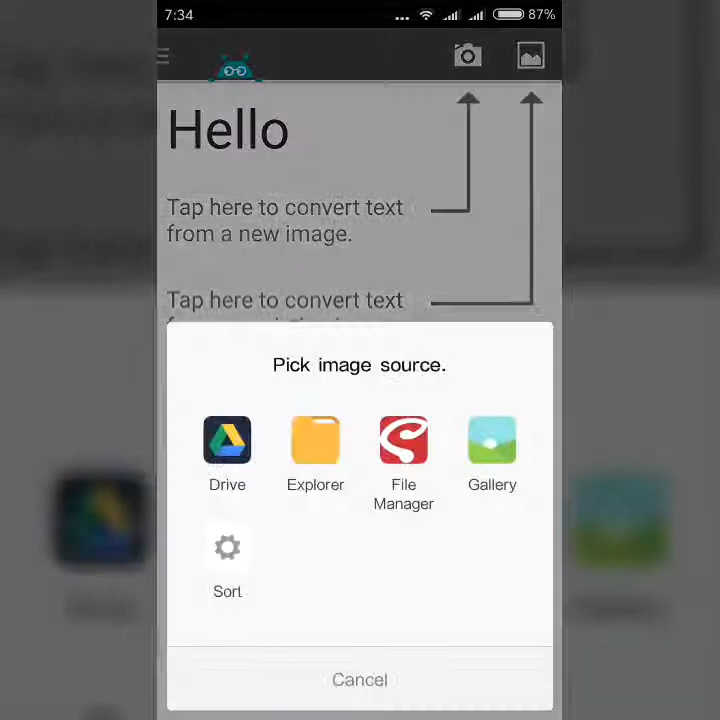 7:34
87%
Hello
Tap here to convert text
from a new image.
Tap here to convert text
Pick image source.
Drive
Explorer
File
Manager
Gallery
Sort
Cancel